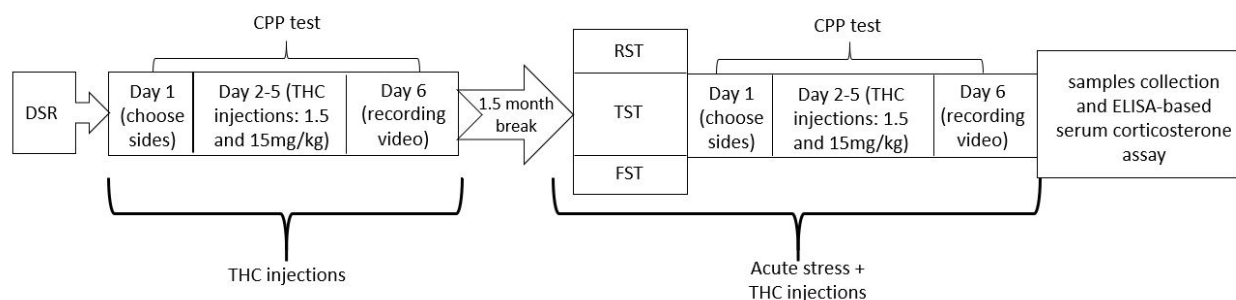 CPP test
DSR
Day 1
(choose
sides)
Day 2-5 (THC
injections: 1.5
and 15mg/kg)
Day 6
(recording
video)
THC injections
1.5 month
break
RST
TST
FST
CPP test
Day 1
(choose
sides)
Day 2-5 (THC
injections: 1.5
and 15mg/kg)
Day 6
(recording
video)
Acute stress +
THC injections
samples collection
and ELISA-based
serum corticosterone
assay